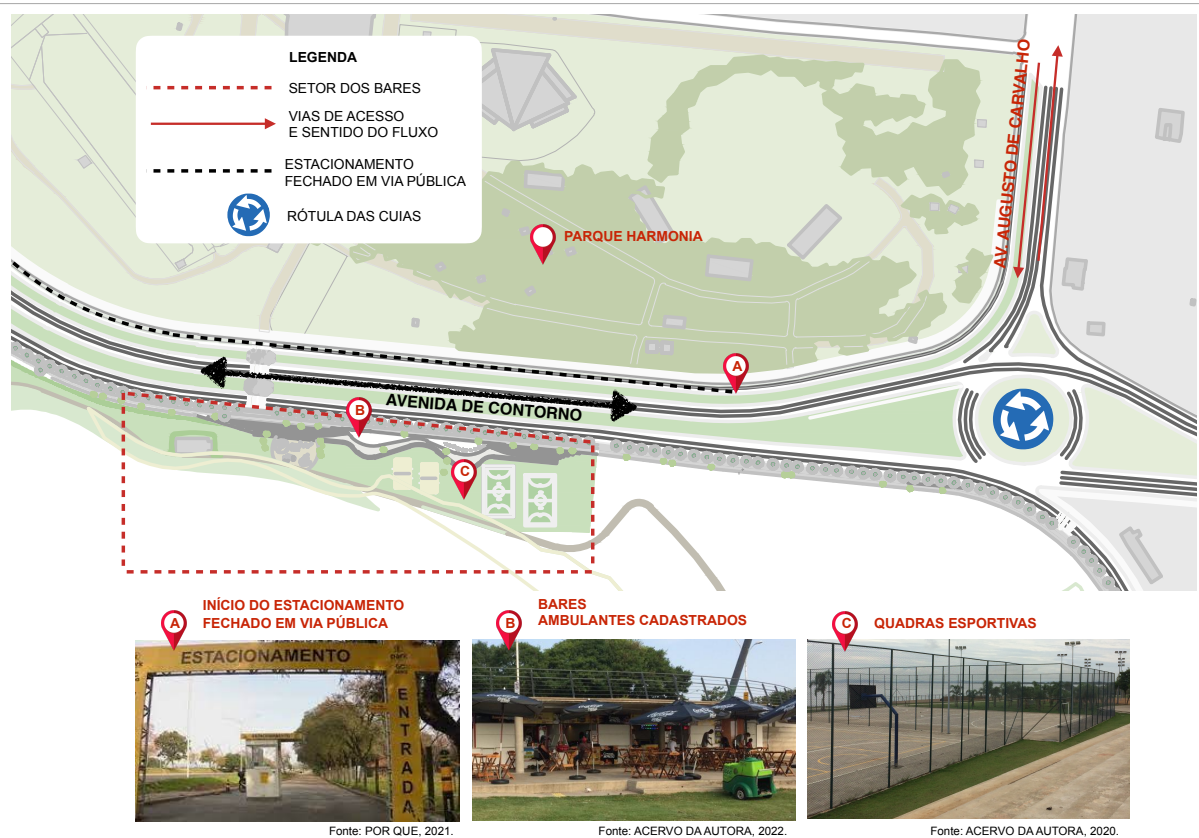 LEGENDA
SETOR DOS BARES
VIAS DE ACESSO
E SENTIDO DO FLUXO
ESTACIONAMENTO
FECHADO EM VIA PÚBLICA
RÓTULA DAS CUIAS
AV. AUGUSTO DE CARVALHO
PARQUE HARMONIA
A
AVENIDA DE CONTORNO
B
C
A
INÍCIO DO ESTACIONAMENTO
FECHADO EM VIA PÚBLICA
B
BARES
AMBULANTES CADASTRADOS
C
QUADRAS ESPORTIVAS
ESTACIONAMENTO
park
ENTRADA
Fonte: POR QUE, 2021.
Fonte: ACERVO DA AUTORA, 2022.
Fonte: ACERVO DA AUTORA, 2020.